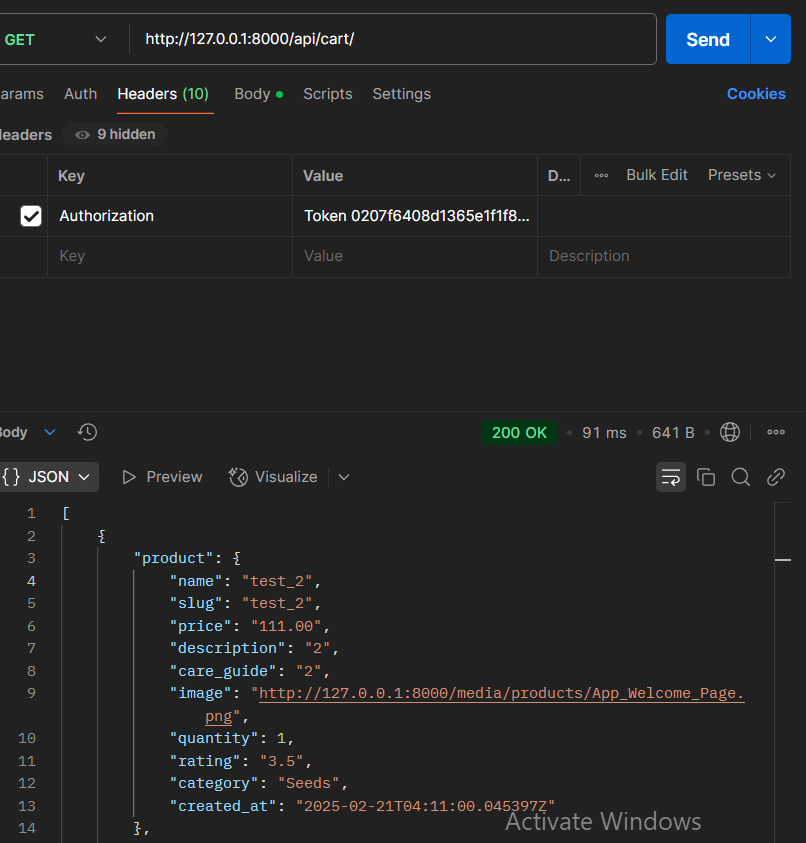 GET http://127.0.0.1:8000/api/cart/ Send
arams Auth Headers (10) Body Scripts Settings Cookies
leaders 9 hidden
Key Value D... Bulk Edit Presets
Authorization Token 0207f6408d1365e1f1f8...
Key Value Description
Body 200 OK 91 ms 641 B
{} JSON Preview Visualize
1 [
2 {
3 "product": {
4 "name": "test_2",
5 "slug": "test_2",
6 "price": "111.00",
7 "description": "2",
8 "care_guide": "2",
9 "image": "http://127.0.0.1:8000/media/products/App_Welcome_Page.
png",
10 "quantity": 1,
11 "rating": "3.5",
12 "category": "Seeds",
13 "created_at": "2025-02-21T04:11:00.045397Z"
14 },
Activate Windows